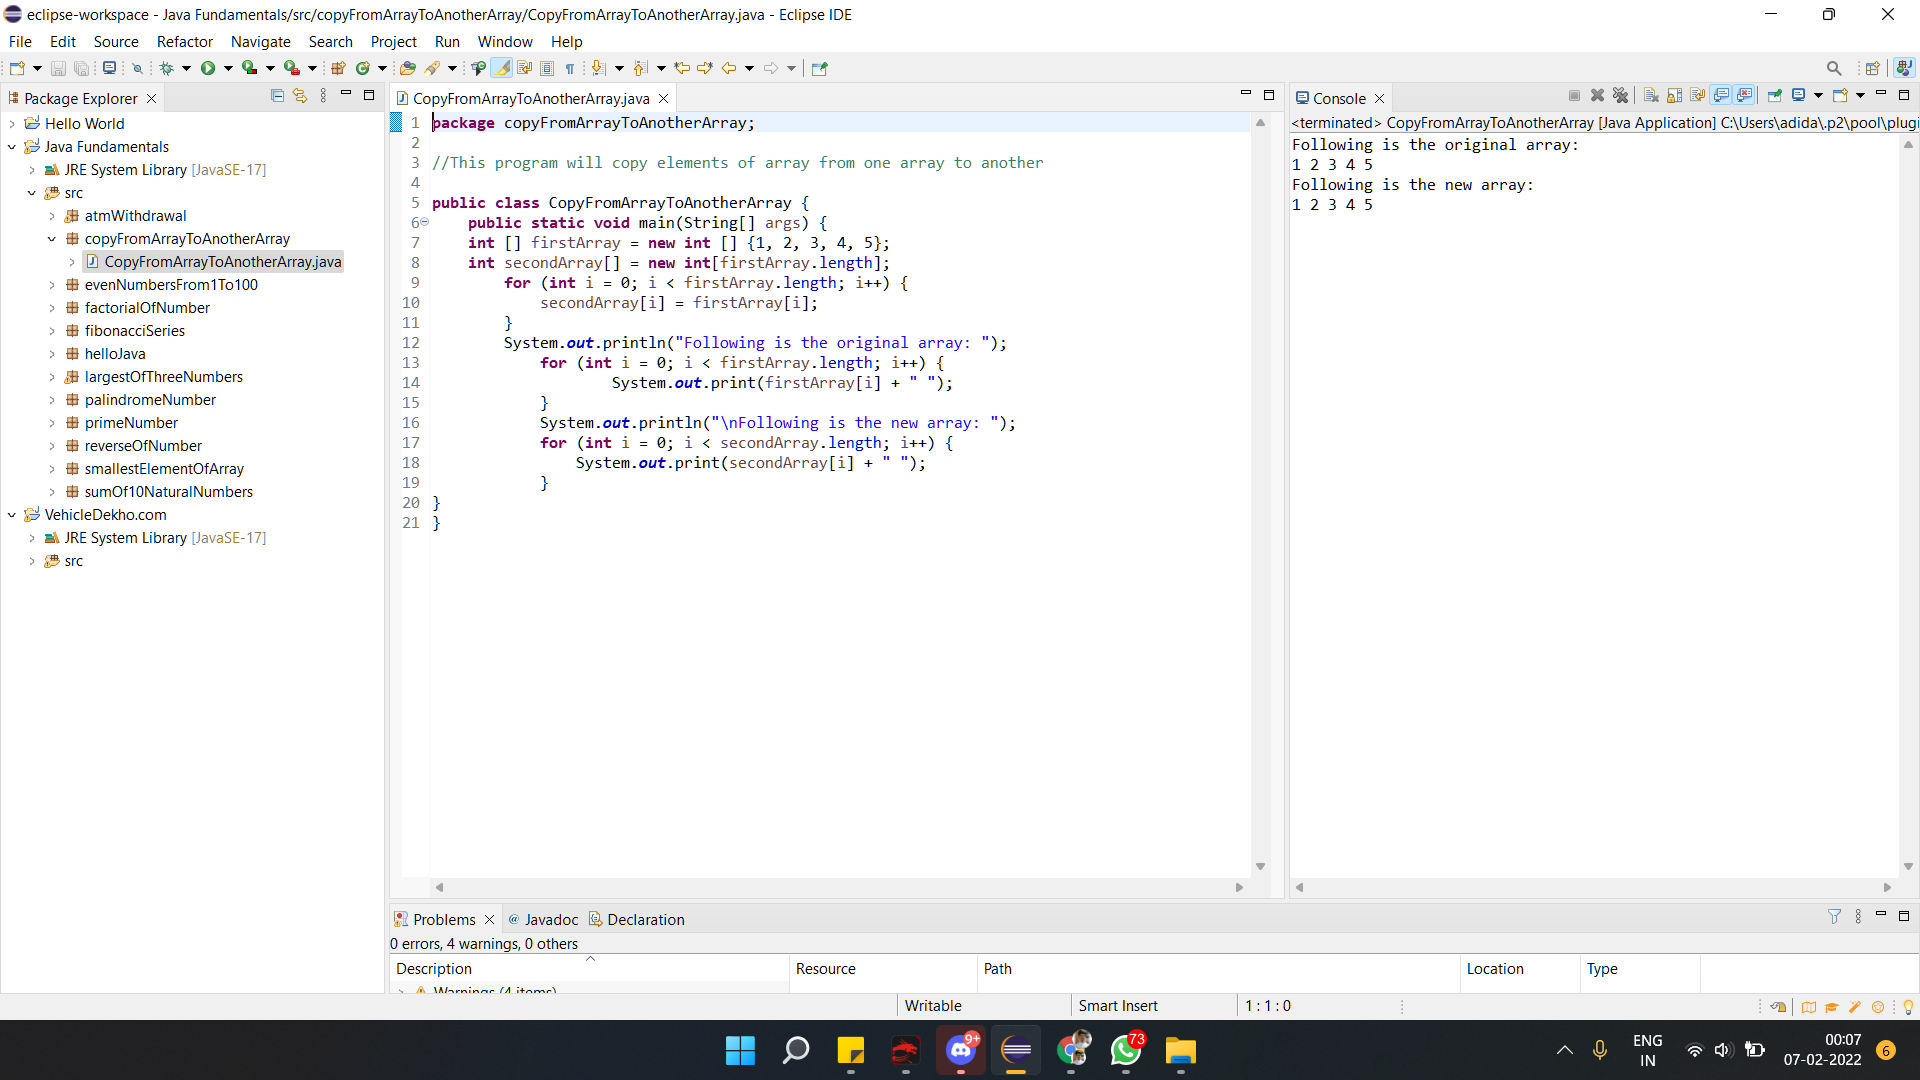 eclipse-workspace - Java Fundamentals/src/copyFromArrayToAnotherArray/CopyFromArrayToAnotherArray.java - Eclipse IDE
File Edit Source Refactor Navigate Search Project Run Window Help
Package Explorer
Hello World
Java Fundamentals
JRE System Library [JavaSE-17]
src
atmWithdrawal
copyFromArrayToAnotherArray
CopyFromArrayToAnotherArray.java
evenNumbersFrom1To100
factorialOfNumber
fibonacciSeries
helloJava
largestOfThreeNumbers
palindromeNumber
primeNumber
reverseOfNumber
smallestElementOfArray
sumOf10NaturalNumbers
VehicleDekho.com
JRE System Library [JavaSE-17]
src
CopyFromArrayToAnotherArray.java
1 package copyFromArrayToAnotherArray;
2
3 //This program will copy elements of array from one array to another
4
5 public class CopyFromArrayToAnotherArray {
6 public static void main(String[] args) {
7 int [] firstArray = new int [] {1, 2, 3, 4, 5};
8 int secondArray[] = new int[firstArray.length];
9 for (int i = 0; i < firstArray.length; i++) {
10 secondArray[i] = firstArray[i];
11 }
12 System.out.println("Following is the original array: ");
13 for (int i = 0; i < firstArray.length; i++) {
14 System.out.print(firstArray[i] + " ");
15 }
16 System.out.println("\nFollowing is the new array: ");
17 for (int i = 0; i < secondArray.length; i++) {
18 System.out.print(secondArray[i] + " ");
19 }
20 }
21 }
Console
<terminated> CopyFromArrayToAnotherArray [Java Application] C:\Users\adida\.p2\pool\plugi
Following is the original array:
1 2 3 4 5
Following is the new array:
1 2 3 4 5
Problems Javadoc Declaration
0 errors, 4 warnings, 0 others
Description Resource Path Location Type
Warnings (4 items)
Writable Smart Insert 1 : 1 : 0
9+ 73
ENG
IN
00:07
07-02-2022
6